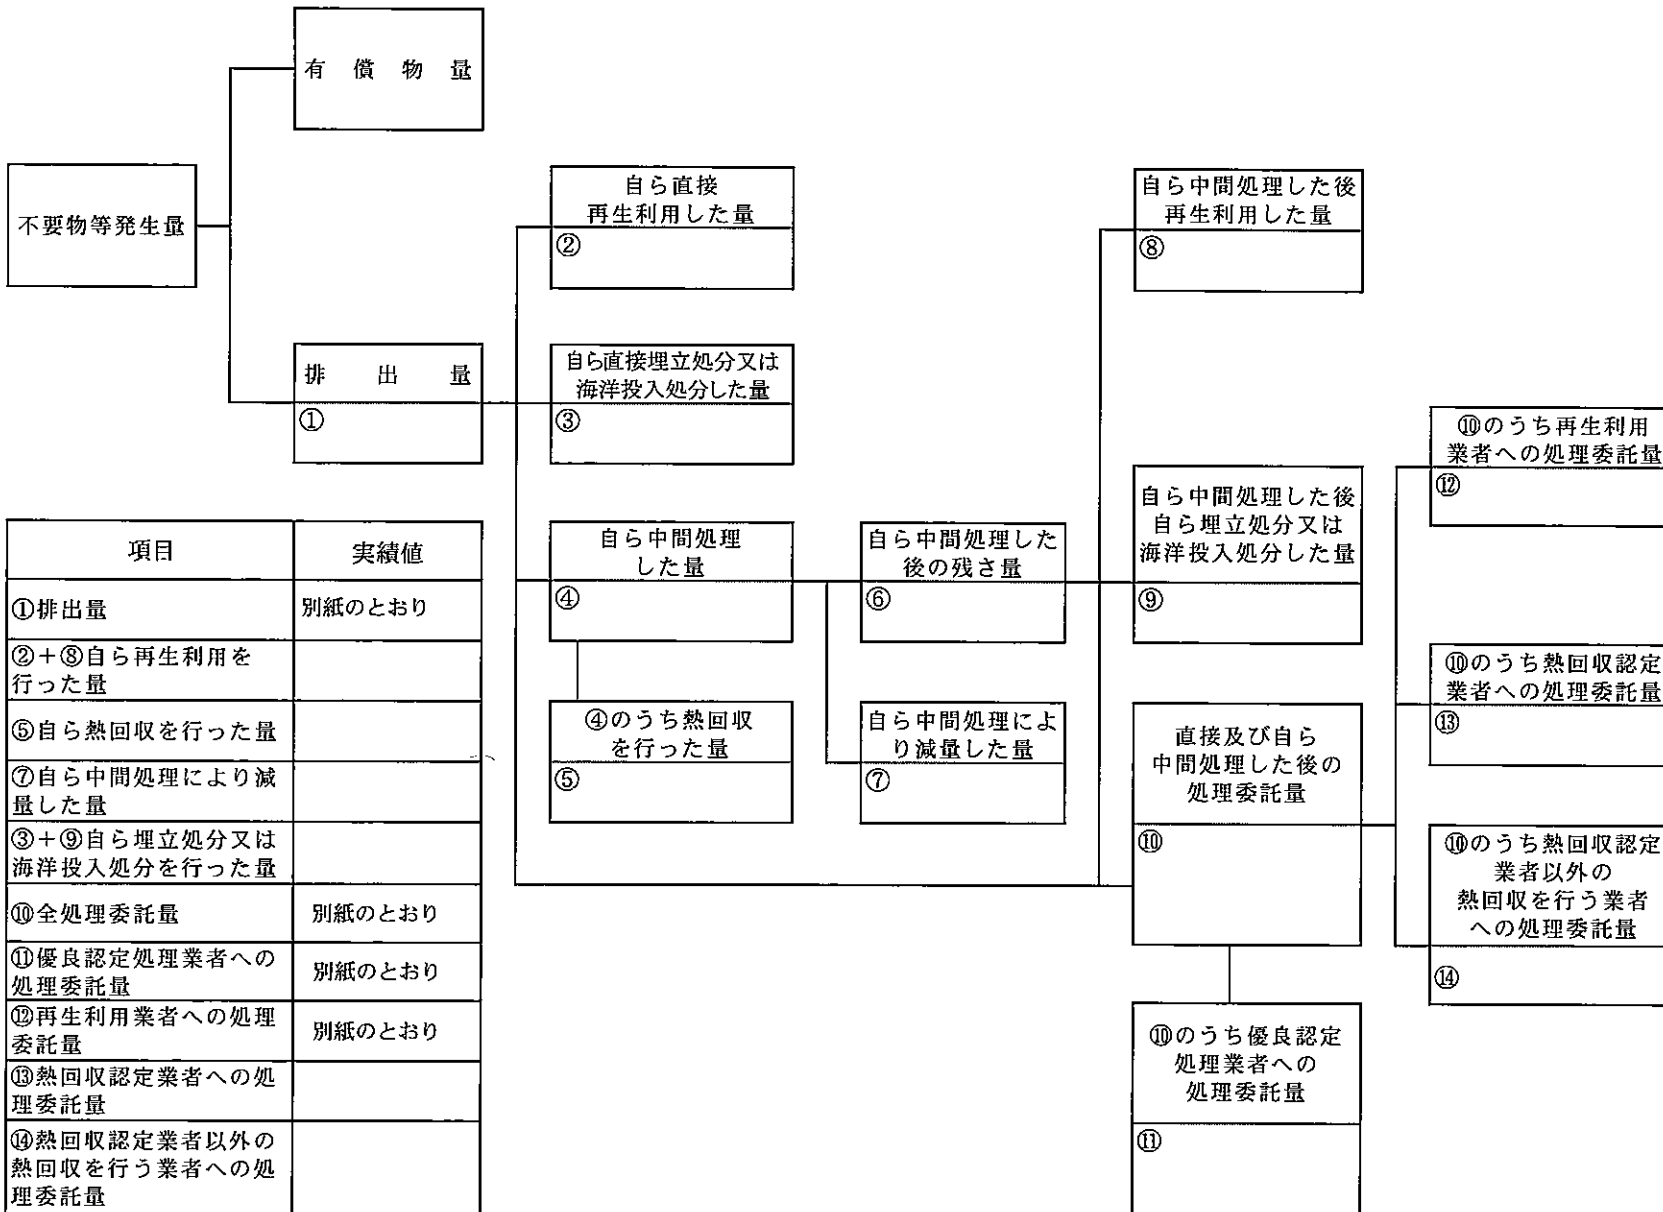 有償物量
不要物等発生量
排出量
①
自ら直接
再生利用した量
②
自ら直接埋立処分又は
海洋投入処分した量
③
自ら中間処理
した量
④
④のうち熱回収
を行った量
⑤
自ら中間処理した
後の残さ量
⑥
自ら中間処理によ
り減量した量
⑦
自ら中間処理した後
再生利用した量
⑧
自ら中間処理した後
自ら埋立処分又は
海洋投入処分した量
⑨
直接及び自ら
中間処理した後の
処理委託量
⑩
⑩のうち優良認定
処理業者への
処理委託量
⑪
⑩のうち再生利用
業者への処理委託量
⑫
⑩のうち熱回収認定
業者への処理委託量
⑬
⑩のうち熱回収認定
業者以外の
熱回収を行う業者
への処理委託量
⑭
項目 実績値
①排出量 別紙のとおり
②+⑧自ら再生利用を
行った量
⑤自ら熱回収を行った量
⑦自ら中間処理により減
量した量
③+⑨自ら埋立処分又は
海洋投入処分を行った量
⑩全処理委託量 別紙のとおり
⑪優良認定処理業者への
処理委託量 別紙のとおり
⑫再生利用業者への処理
委託量 別紙のとおり
⑬熱回収認定業者への処
理委託量
⑭熱回収認定業者以外の
熱回収を行う業者への処
理委託量